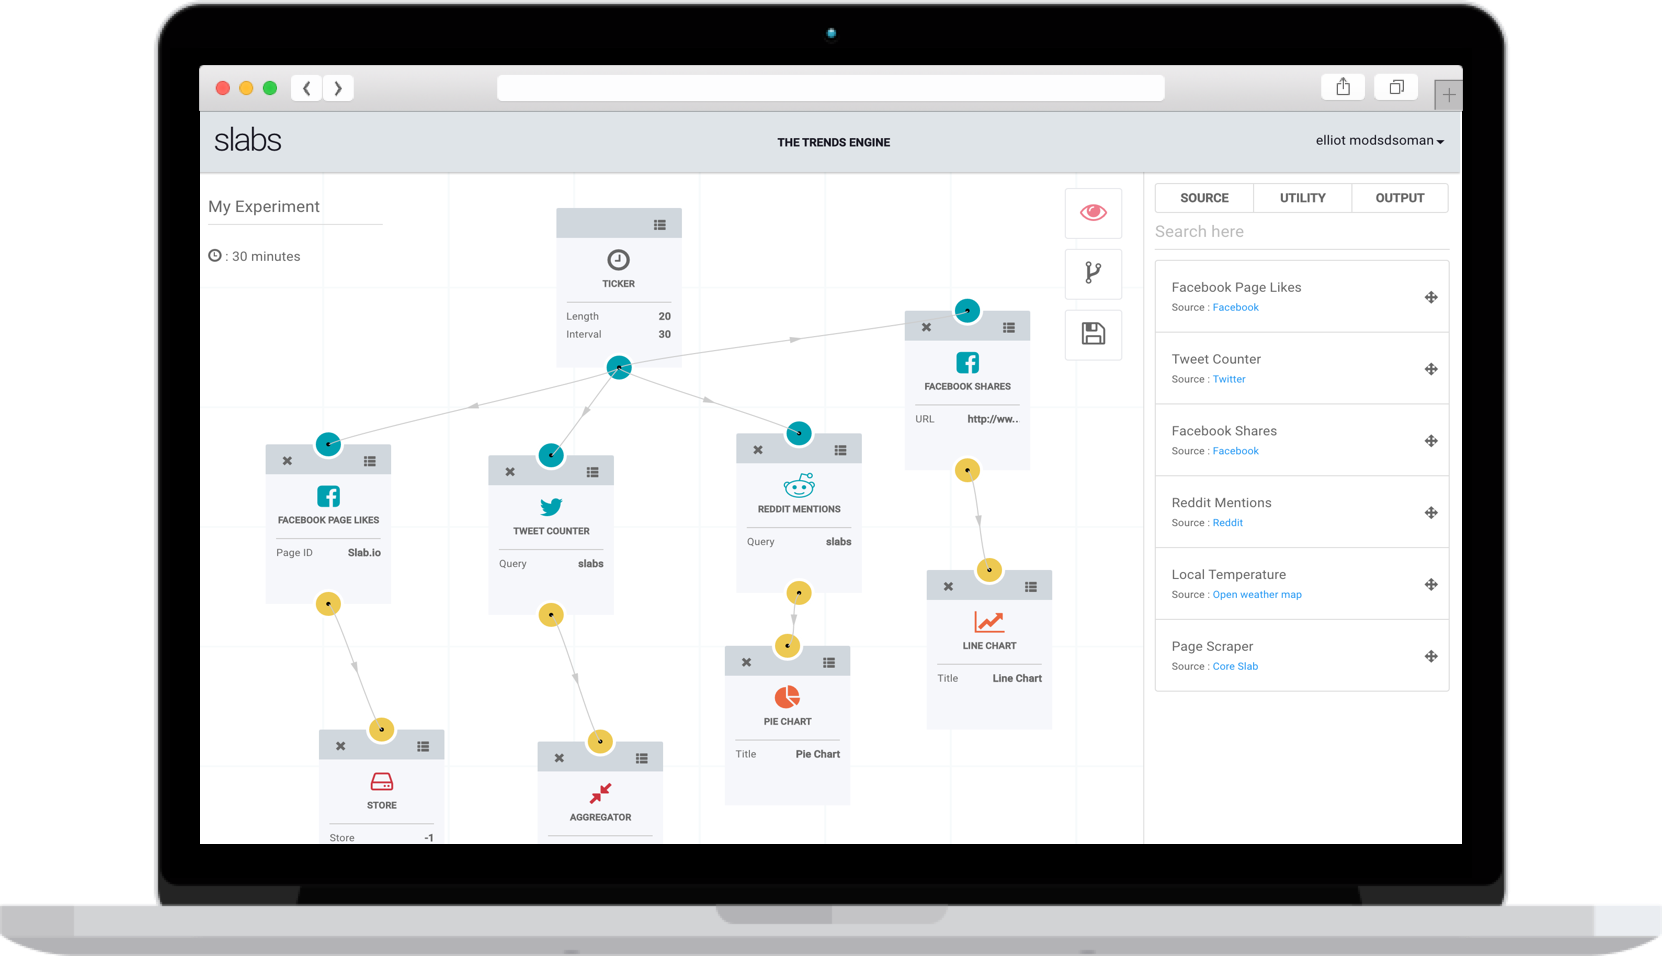 slabs
THE TRENDS ENGINE
elliot modsdsoman
My Experiment
: 30 minutes
TICKER
Length 20
Interval 30
FACEBOOK SHARES
URL http://ww..
FACEBOOK PAGE LIKES
Page ID Slab.io
TWEET COUNTER
Query slabs
REDDIT MENTIONS
Query slabs
LINE CHART
Title Line Chart
PIE CHART
Title Pie Chart
STORE
Store -1
AGGREGATOR
SOURCE UTILITY OUTPUT
Search here
Facebook Page Likes
Source : Facebook
Tweet Counter
Source : Twitter
Facebook Shares
Source : Facebook
Reddit Mentions
Source : Reddit
Local Temperature
Source : Open weather map
Page Scraper
Source : Core Slab